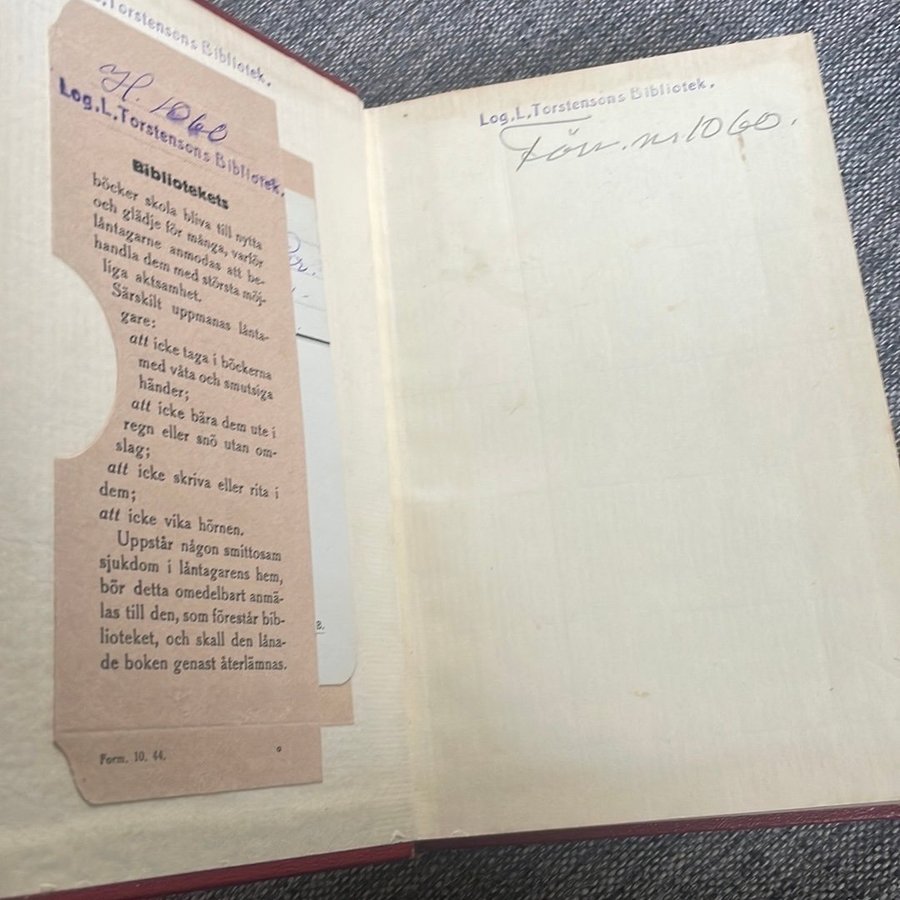 Torstensons Bibliotek.
H. 1060
Log. L. Torstensons Bibliotek.
Bibliotekets
böcker skola bliva till nytta
och glädje för många, varför
låntagarne anmodas att be-
handla dem med största möj-
liga aktsamhet.
Särskilt uppmanas lånta-
gare:
att icke taga i böckerna
med våta och smutsiga
händer;
att icke bära dem ute i
regn eller snö utan om-
slag;
att icke skriva eller rita i
dem;
att icke vika hörnen.
Uppstår någon smittosam
sjukdom i låntagarens hem,
bör detta omedelbart anmä-
las till den, som förestår bib-
lioteket, och skall den låna-
de boken genast återlämnas.
Form. 10. 44.
Log. L. Torstensons Bibliotek.
nr 1060.